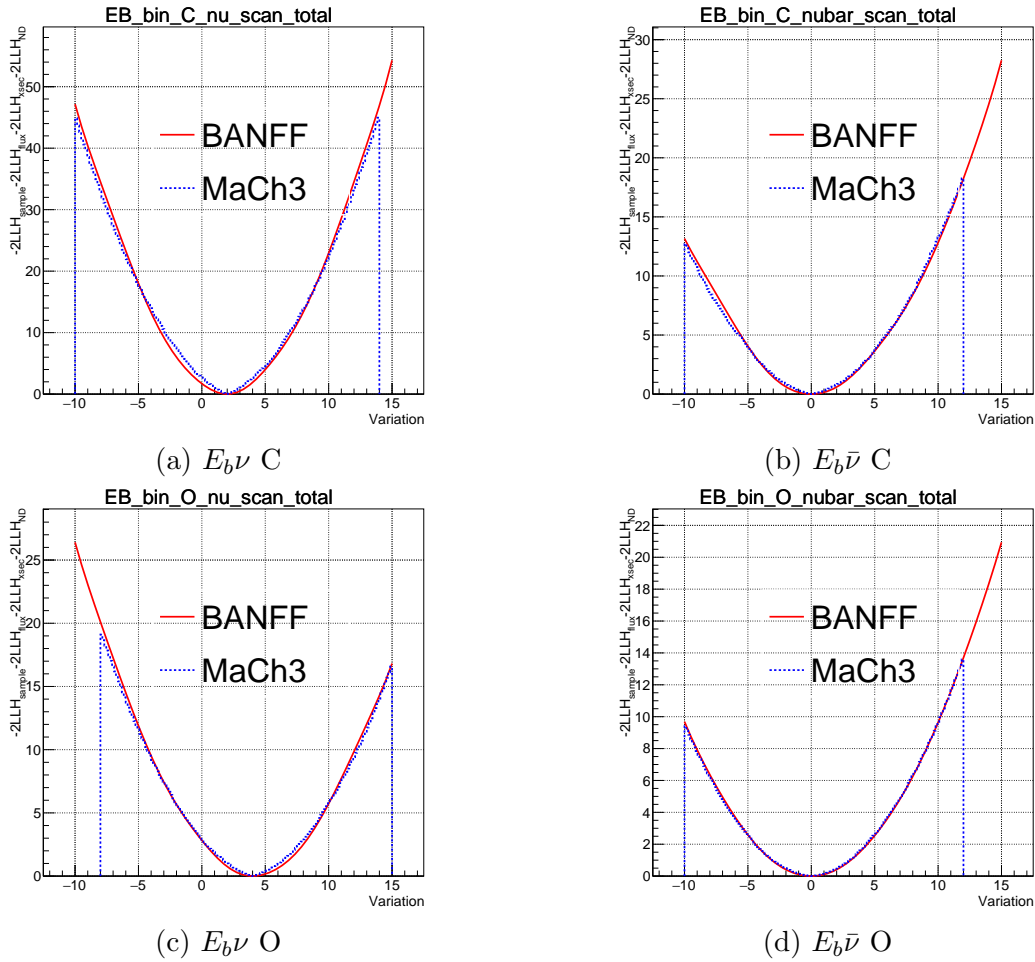 EB_bin_C_nu_scan_total
-2LLH_sample-2LLH_flux-2LLH_xsec-2LLH_ND
50
40
30
20
10
0
BANFF
MaCh3
−10 −5 0 5 10 15
Variation
(a) E_b ν C
EB_bin_C_nubar_scan_total
-2LLH_sample-2LLH_flux-2LLH_xsec-2LLH_ND
30
25
20
15
10
5
0
BANFF
MaCh3
−10 −5 0 5 10 15
Variation
(b) E_b ν̄ C
EB_bin_O_nu_scan_total
-2LLH_sample-2LLH_flux-2LLH_xsec-2LLH_ND
25
20
15
10
5
0
BANFF
MaCh3
−10 −5 0 5 10 15
Variation
(c) E_b ν O
EB_bin_O_nubar_scan_total
-2LLH_sample-2LLH_flux-2LLH_xsec-2LLH_ND
22
20
18
16
14
12
10
8
6
4
2
0
BANFF
MaCh3
−10 −5 0 5 10 15
Variation
(d) E_b ν̄ O